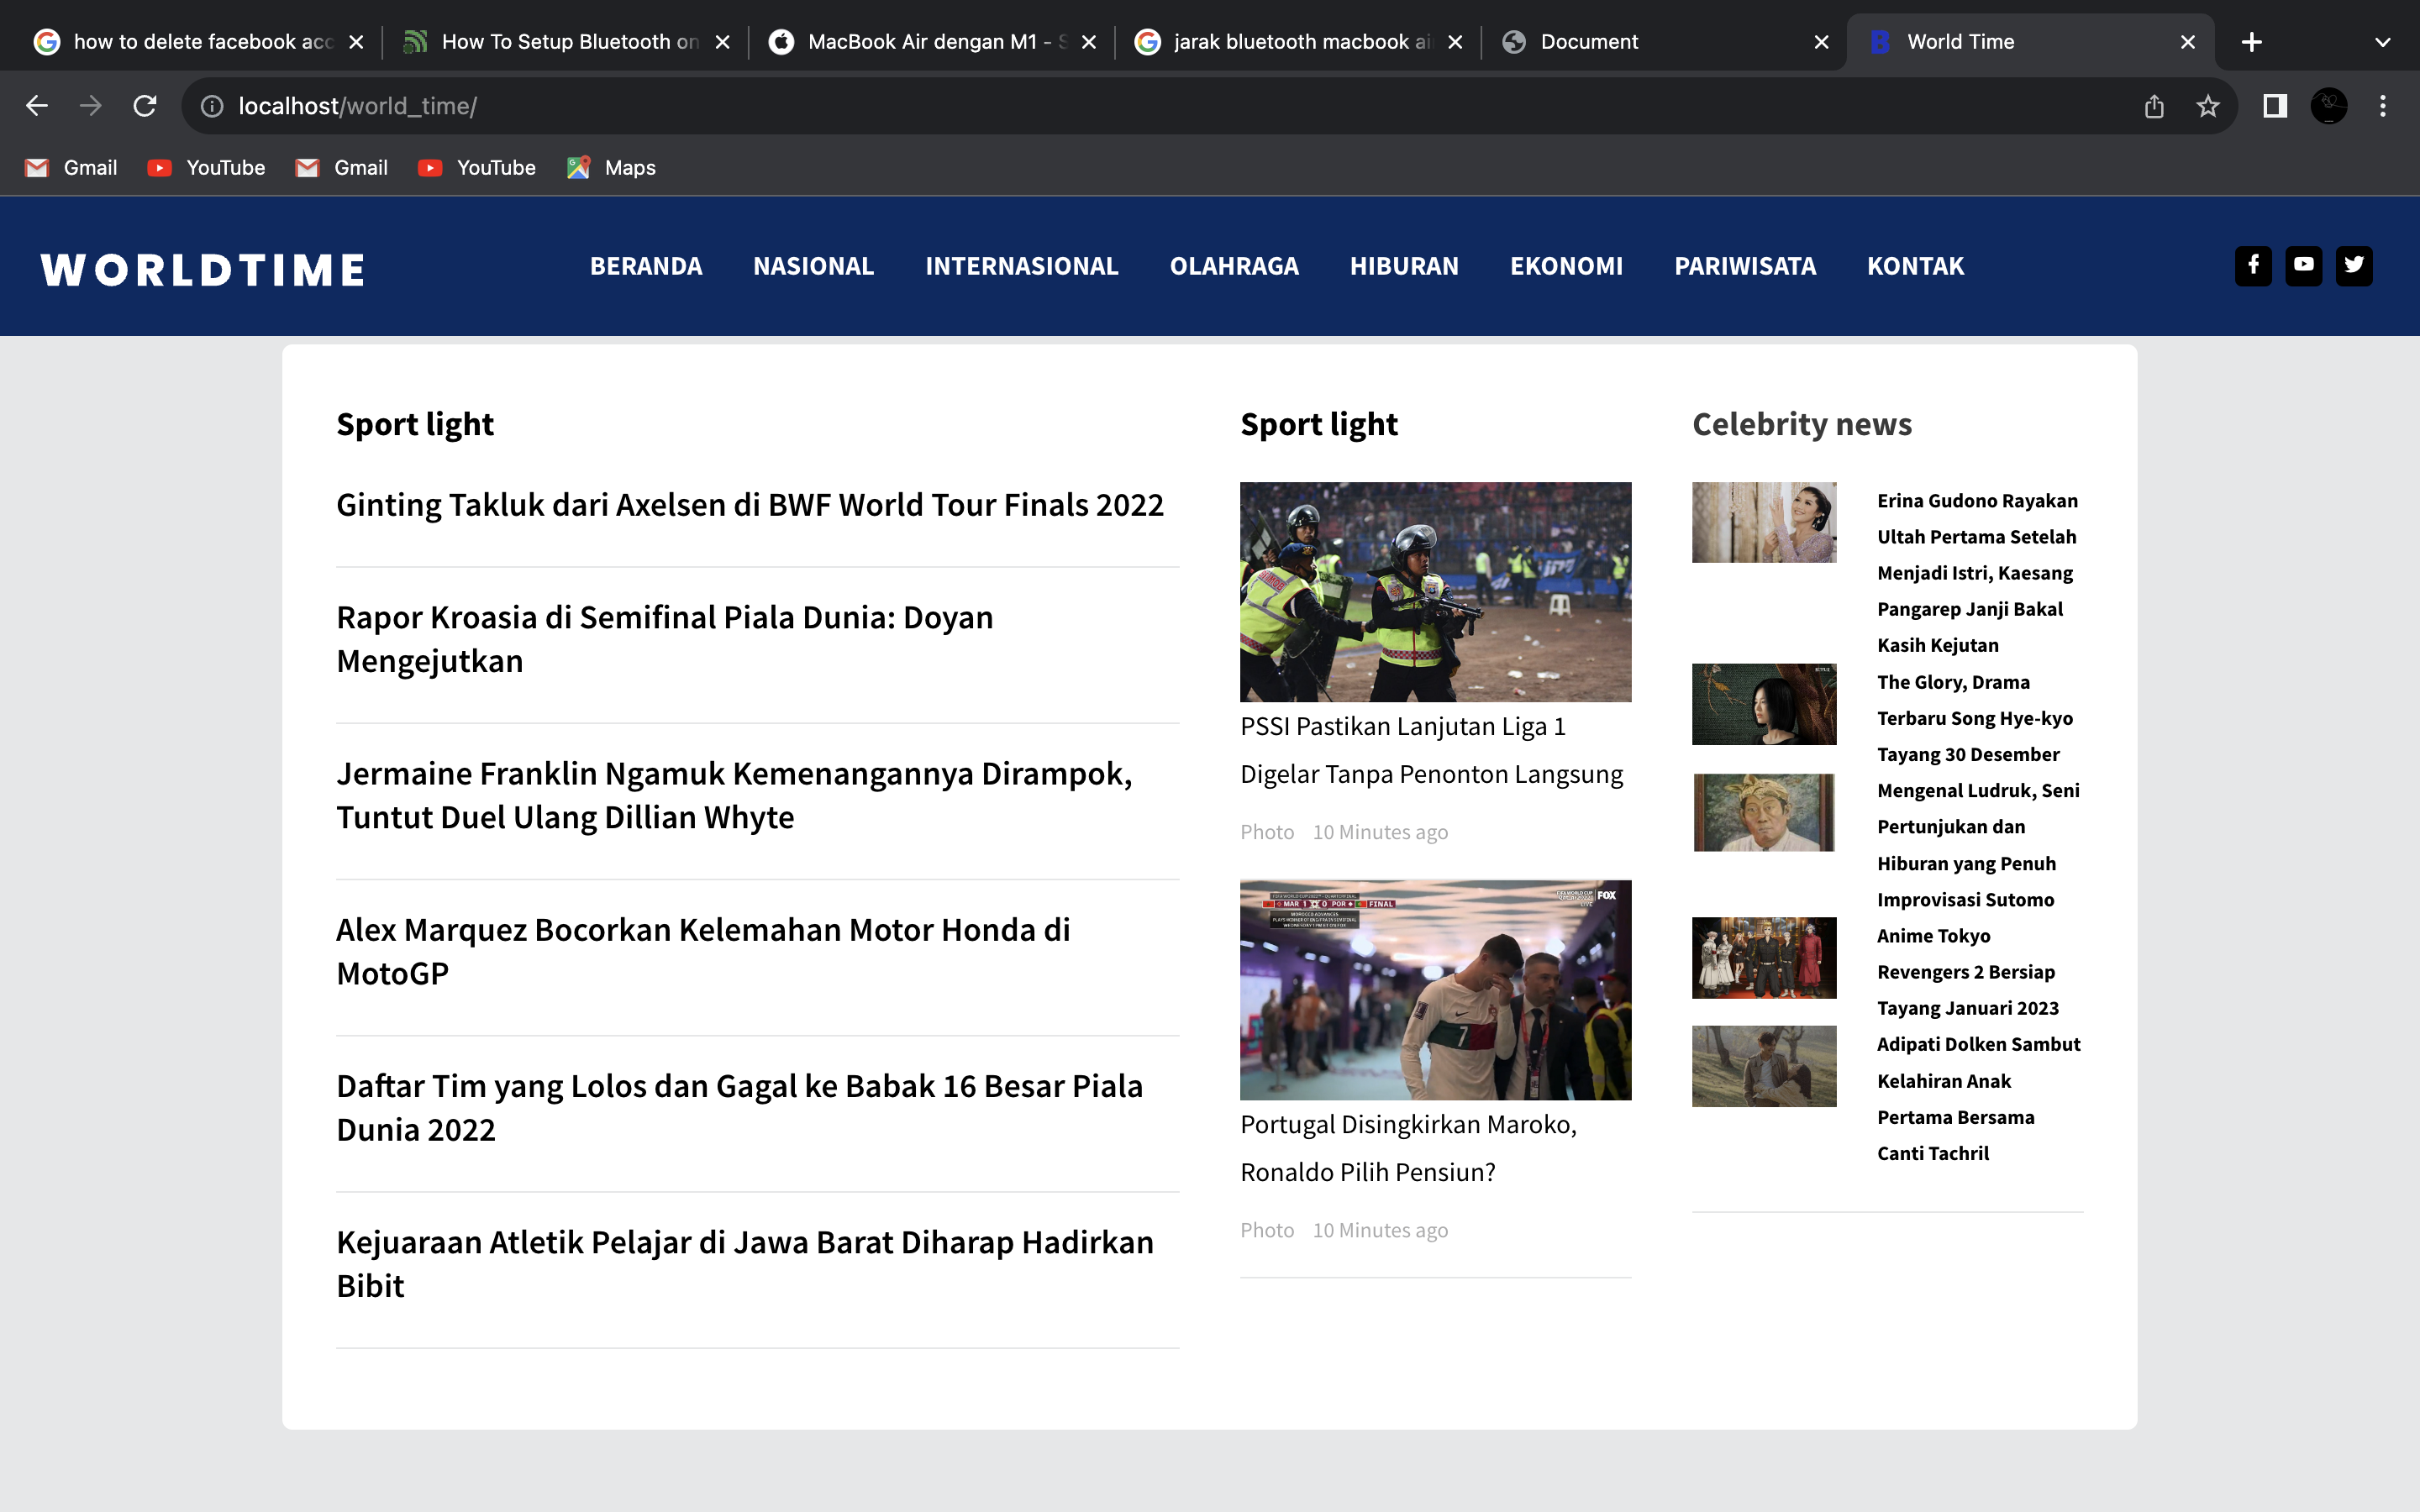 how to delete facebook acc
How To Setup Bluetooth on
MacBook Air dengan M1 - S
jarak bluetooth macbook ai
Document
World Time
localhost/world_time/
Gmail
YouTube
Gmail
YouTube
Maps
WORLDTIME
BERANDA
NASIONAL
INTERNASIONAL
OLAHRAGA
HIBURAN
EKONOMI
PARIWISATA
KONTAK
Sport light
Ginting Takluk dari Axelsen di BWF World Tour Finals 2022
Rapor Kroasia di Semifinal Piala Dunia: Doyan
Mengejutkan
Jermaine Franklin Ngamuk Kemenangannya Dirampok,
Tuntut Duel Ulang Dillian Whyte
Alex Marquez Bocorkan Kelemahan Motor Honda di
MotoGP
Daftar Tim yang Lolos dan Gagal ke Babak 16 Besar Piala
Dunia 2022
Kejuaraan Atletik Pelajar di Jawa Barat Diharap Hadirkan
Bibit
Sport light
PSSI Pastikan Lanjutan Liga 1
Digelar Tanpa Penonton Langsung
Photo 10 Minutes ago
MAR 1 0 POR FINAL
FOX
7
Portugal Disingkirkan Maroko,
Ronaldo Pilih Pensiun?
Photo 10 Minutes ago
Celebrity news
Erina Gudono Rayakan
Ultah Pertama Setelah
Menjadi Istri, Kaesang
Pangarep Janji Bakal
Kasih Kejutan
The Glory, Drama
Terbaru Song Hye-kyo
Tayang 30 Desember
Mengenal Ludruk, Seni
Pertunjukan dan
Hiburan yang Penuh
Improvisasi Sutomo
Anime Tokyo
Revengers 2 Bersiap
Tayang Januari 2023
Adipati Dolken Sambut
Kelahiran Anak
Pertama Bersama
Canti Tachril